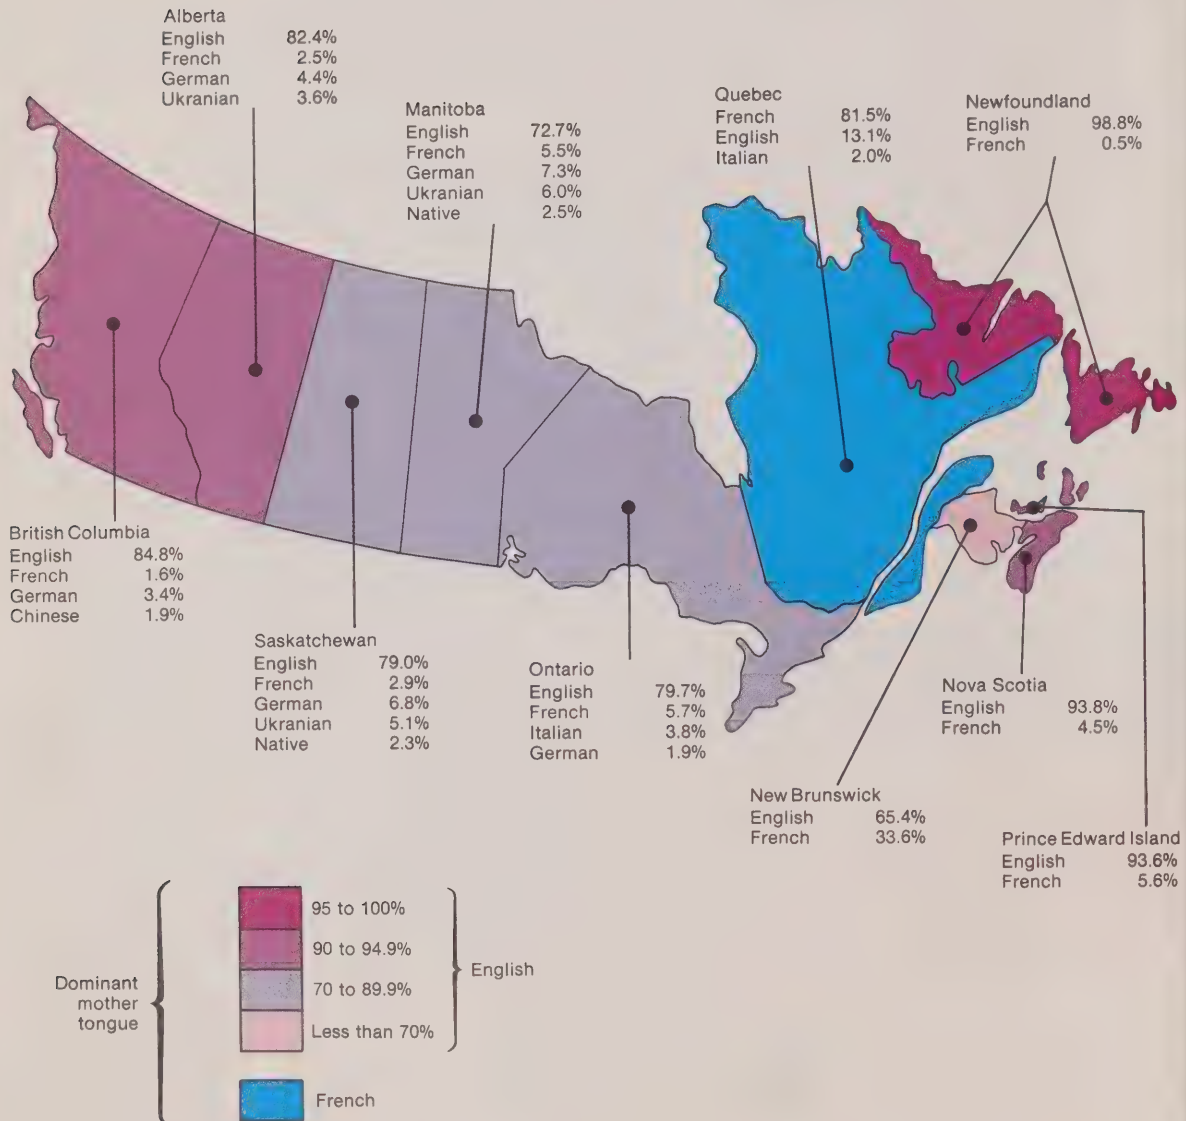 Alberta
English 82.4%
French 2.5%
German 4.4%
Ukranian 3.6%
Manitoba
English 72.7%
French 5.5%
German 7.3%
Ukranian 6.0%
Native 2.5%
Quebec
French 81.5%
English 13.1%
Italian 2.0%
Newfoundland
English 98.8%
French 0.5%
British Columbia
English 84.8%
French 1.6%
German 3.4%
Chinese 1.9%
Saskatchewan
English 79.0%
French 2.9%
German 6.8%
Ukranian 5.1%
Native 2.3%
Ontario
English 79.7%
French 5.7%
Italian 3.8%
German 1.9%
New Brunswick
English 65.4%
French 33.6%
Nova Scotia
English 93.8%
French 4.5%
Prince Edward Island
English 93.6%
French 5.6%
Dominant
mother
tongue
95 to 100%
90 to 94.9%
70 to 89.9%
Less than 70%
English
French